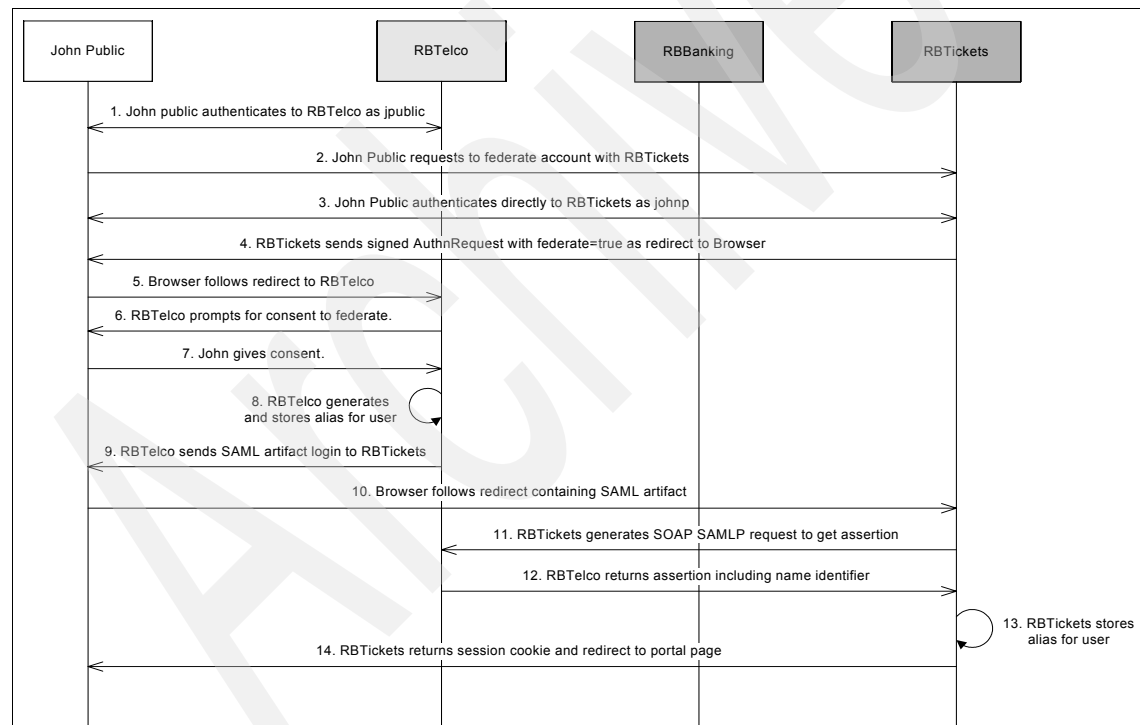 John Public
RBTelco
RBBanking
RBTickets
1. John public authenticates to RBTelco as jpublic
2. John Public requests to federate account with RBTickets
3. John Public authenticates directly to RBTickets as johnp
4. RBTickets sends signed AuthnRequest with federate=true as redirect to Browser
5. Browser follows redirect to RBTelco
6. RBTelco prompts for consent to federate.
7. John gives consent.
8. RBTelco generates
and stores alias for user
9. RBTelco sends SAML artifact login to RBTickets
10. Browser follows redirect containing SAML artifact
11. RBTickets generates SOAP SAMLP request to get assertion
12. RBTelco returns assertion including name identifier
13. RBTickets stores
alias for user
14. RBTickets returns session cookie and redirect to portal page
Archive